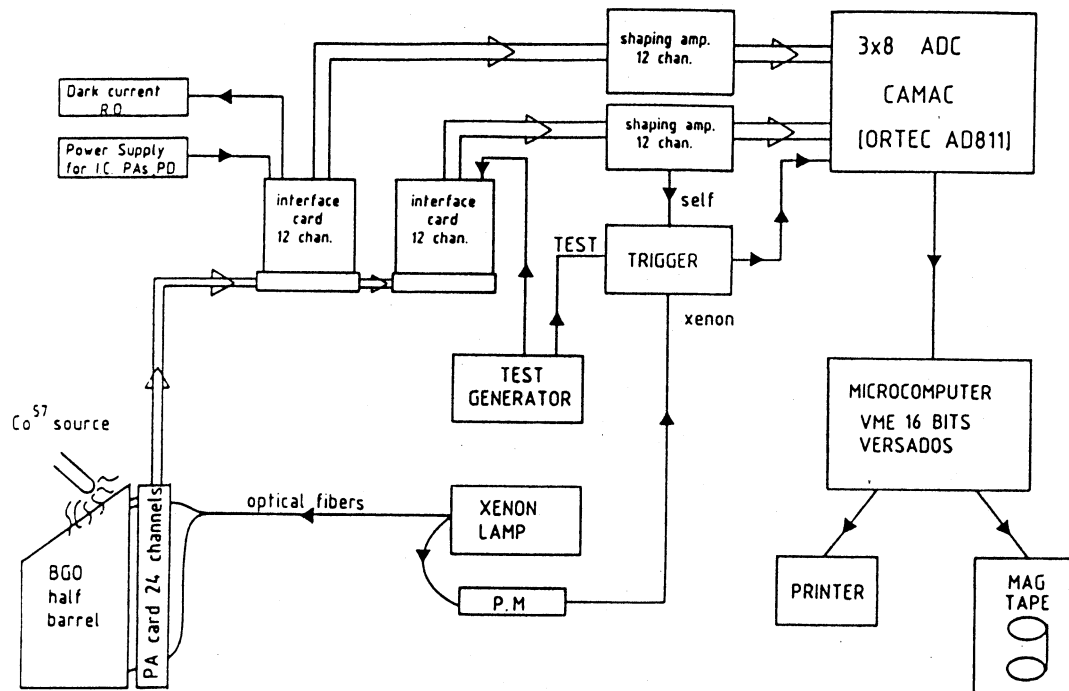 shaping amp.
12 chan.
3x8 ADC
CAMAC
[ORTEC AD811]
Dark current
R.O
shaping amp.
12 chan.
Power Supply
for I.C. PAs, PD
interface
card
12 chan.
interface
card
12 chan.
self
TEST
TRIGGER
xenon
TEST
GENERATOR
MICROCOMPUTER
VME 16 BITS
VERSADOS
Co57 source
PA card 24 channels
optical fibers
XENON
LAMP
BGO
half
barrel
P.M
PRINTER
MAG
TAPE